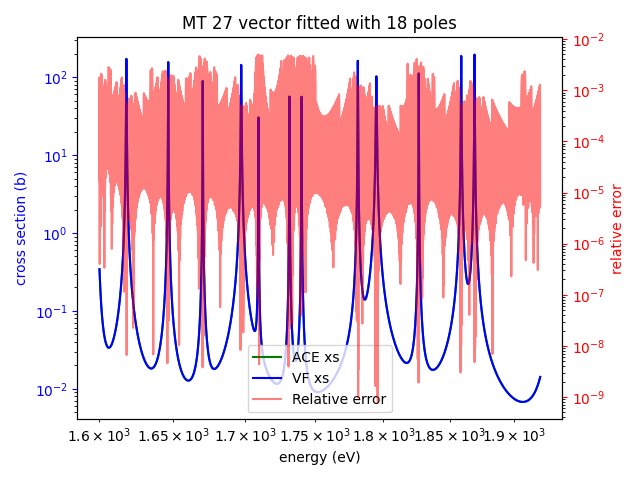 MT 27 vector fitted with 18 poles
cross section (b)
10²
10¹
10⁰
10⁻¹
10⁻²
10⁻²
10⁻³
10⁻⁴
10⁻⁵
10⁻⁶
10⁻⁷
10⁻⁸
10⁻⁹
relative error
ACE xs
VF xs
Relative error
1.6 × 10³ 1.65 × 10³ 1.7 × 10³ 1.75 × 10³ 1.8 × 10³ 1.85 × 10³ 1.9 × 10³
energy (eV)